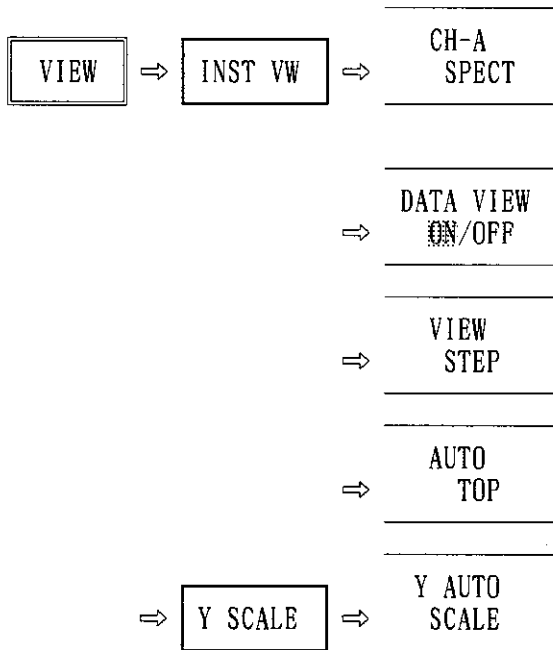 VIEW ⇨ INST VW ⇨ CH-A
SPECT
⇨ DATA VIEW
ON/OFF
⇨ VIEW
STEP
⇨ AUTO
TOP
⇨ Y SCALE ⇨ Y AUTO
SCALE